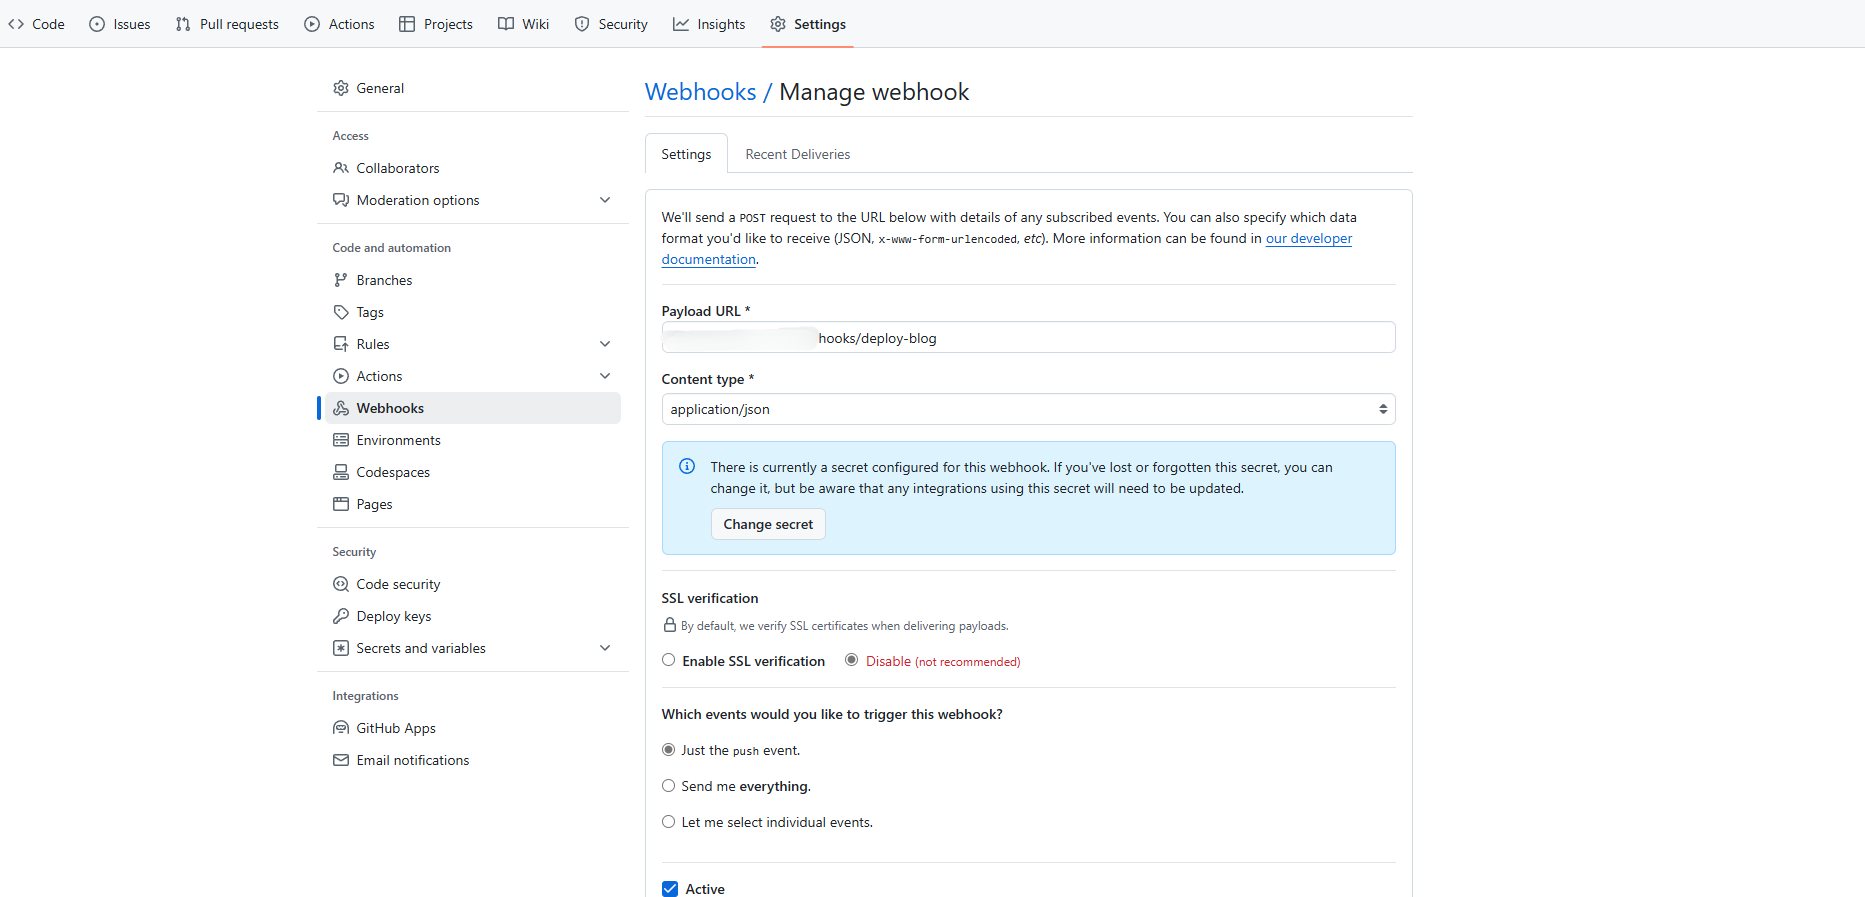 Code Issues Pull requests Actions Projects Wiki Security Insights Settings
General
Access
Collaborators
Moderation options
Code and automation
Branches
Tags
Rules
Actions
Webhooks
Environments
Codespaces
Pages
Security
Code security
Deploy keys
Secrets and variables
Integrations
GitHub Apps
Email notifications
Webhooks / Manage webhook
Settings Recent Deliveries
We'll send a POST request to the URL below with details of any subscribed events. You can also specify which data
format you'd like to receive (JSON, x-www-form-urlencoded, etc). More information can be found in our developer
documentation.
Payload URL *
hooks/deploy-blog
Content type *
application/json
There is currently a secret configured for this webhook. If you've lost or forgotten this secret, you can
change it, but be aware that any integrations using this secret will need to be updated.
Change secret
SSL verification
By default, we verify SSL certificates when delivering payloads.
Enable SSL verification Disable (not recommended)
Which events would you like to trigger this webhook?
Just the push event.
Send me everything.
Let me select individual events.
Active